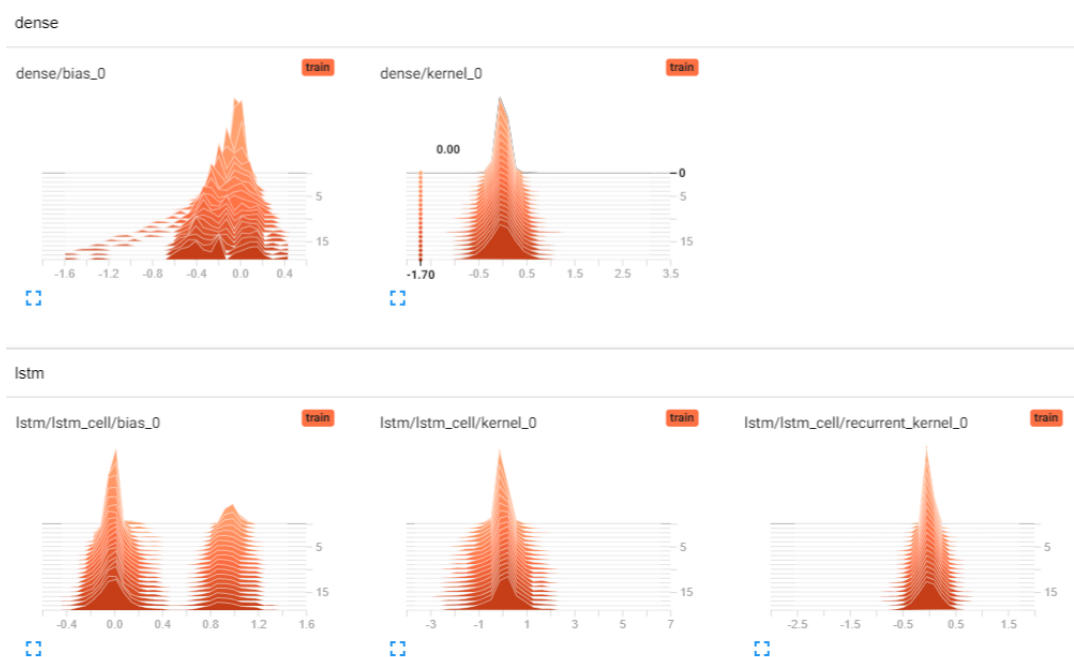 dense
dense/bias_0 train
dense/kernel_0 train
0.00
0
5
15
5
15
-1.6 -1.2 -0.8 -0.4 0.0 0.4
-1.70 -0.5 0.5 1.5 2.5 3.5
lstm
lstm/lstm_cell/bias_0 train
lstm/lstm_cell/kernel_0 train
lstm/lstm_cell/recurrent_kernel_0 train
5
15
5
15
5
15
-0.4 0.0 0.4 0.8 1.2 1.6
-3 -1 1 3 5 7
-2.5 -1.5 -0.5 0.5 1.5